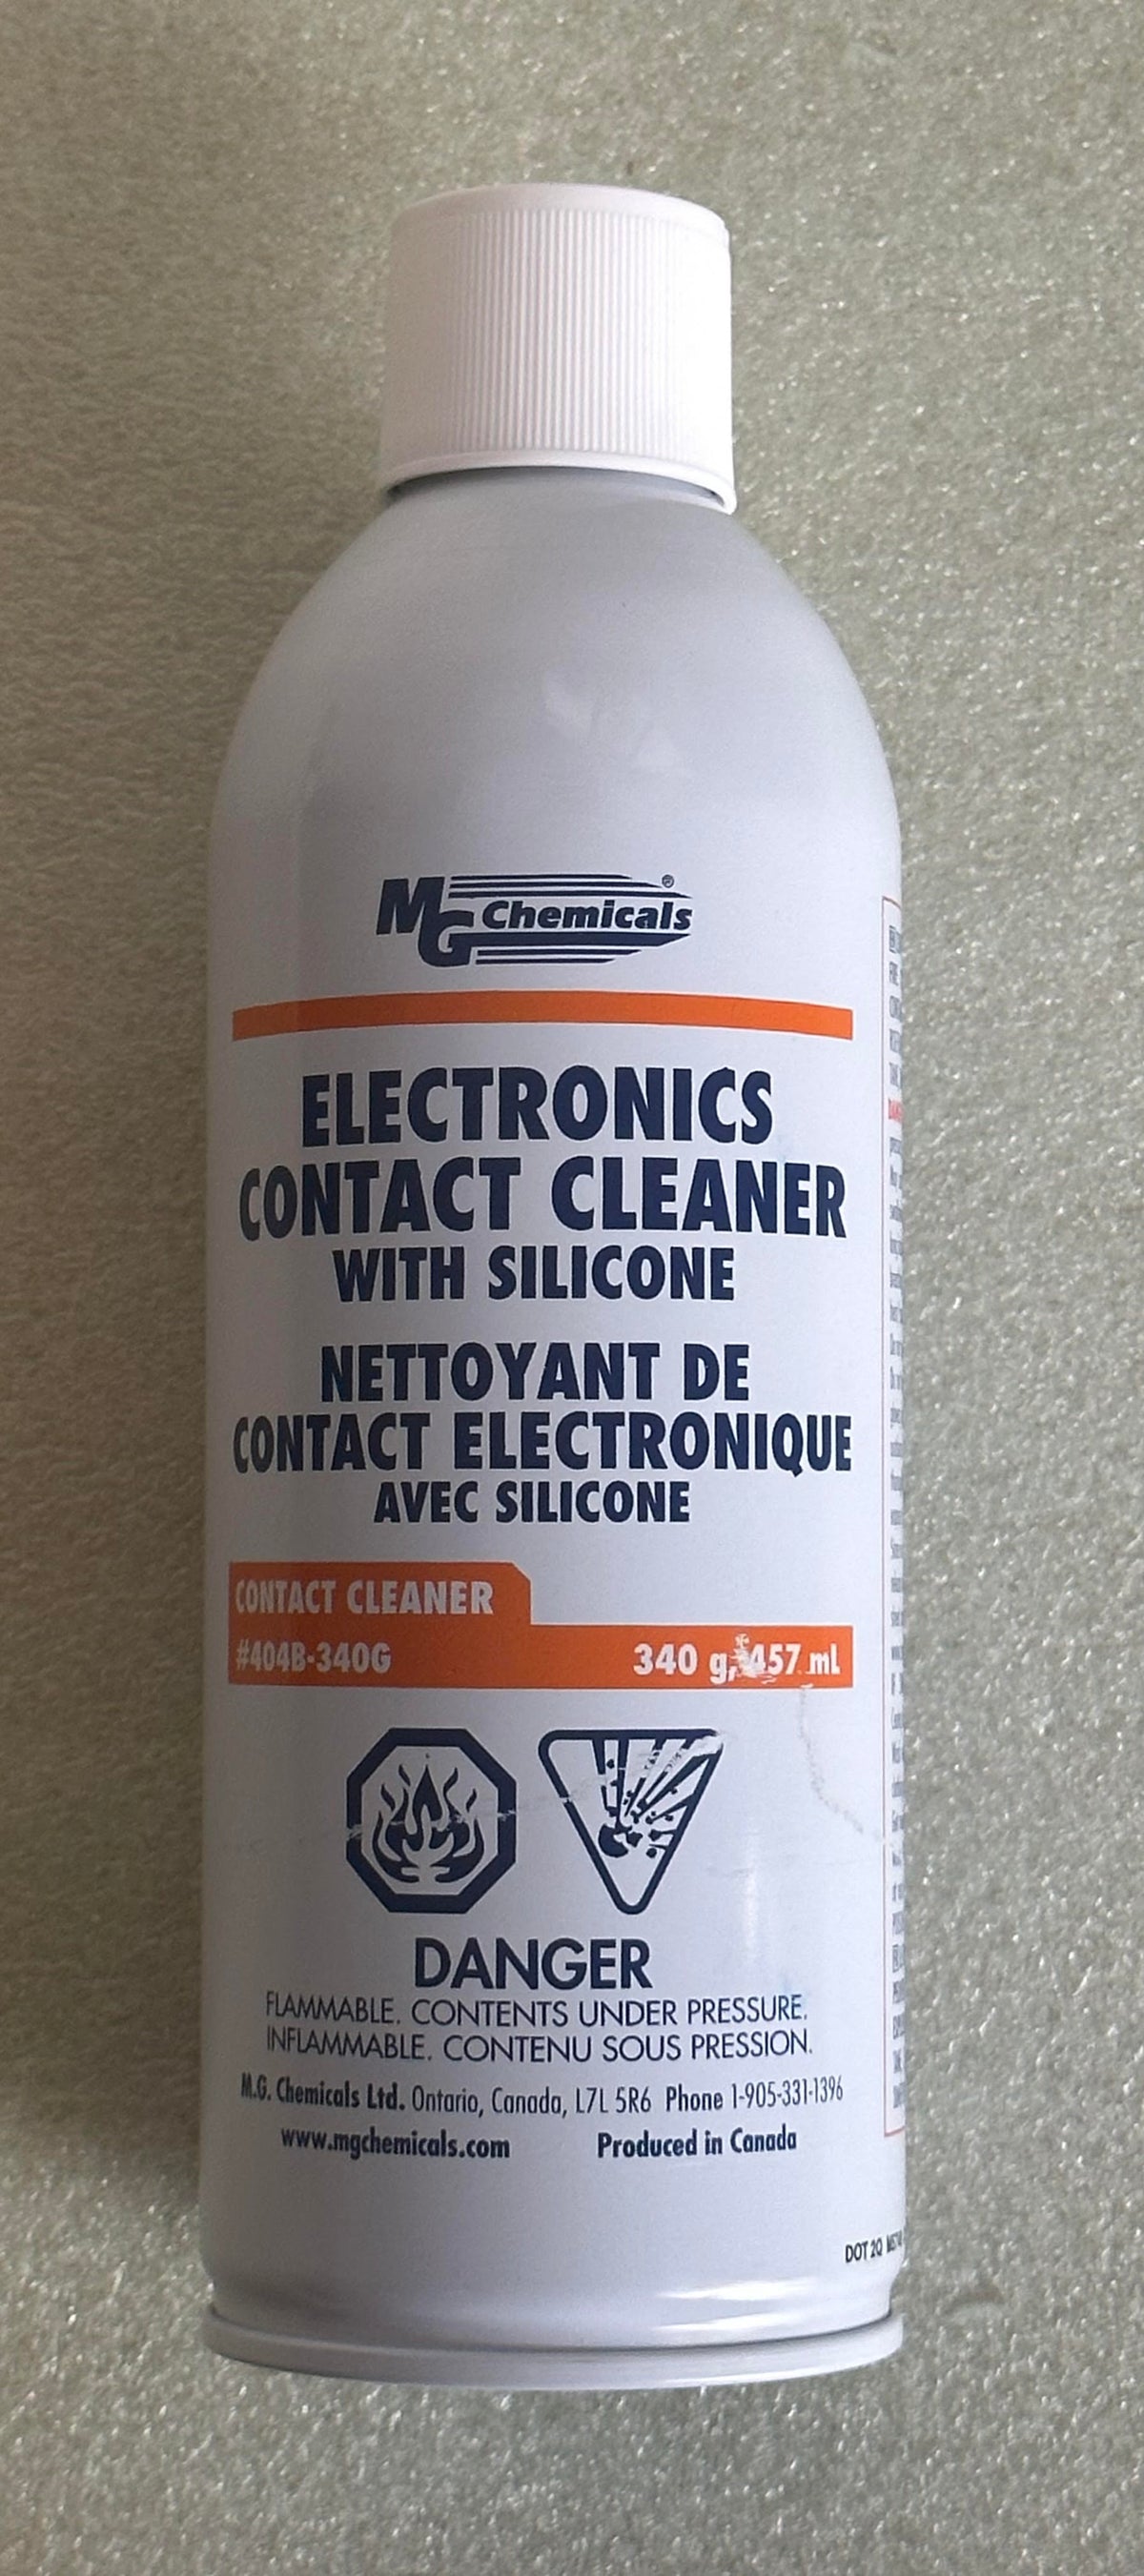 MG Chemicals®
ELECTRONICS
CONTACT CLEANER
WITH SILICONE
NETTOYANT DE
CONTACT ELECTRONIQUE
AVEC SILICONE
CONTACT CLEANER
#404B-340G 340 g, 457 mL
DANGER
FLAMMABLE. CONTENTS UNDER PRESSURE.
INFLAMMABLE. CONTENU SOUS PRESSION.
M.G. Chemicals Ltd. Ontario, Canada, L7L 5R6 Phone 1-905-331-1396
www.mgchemicals.com Produced in Canada
DOT 2Q